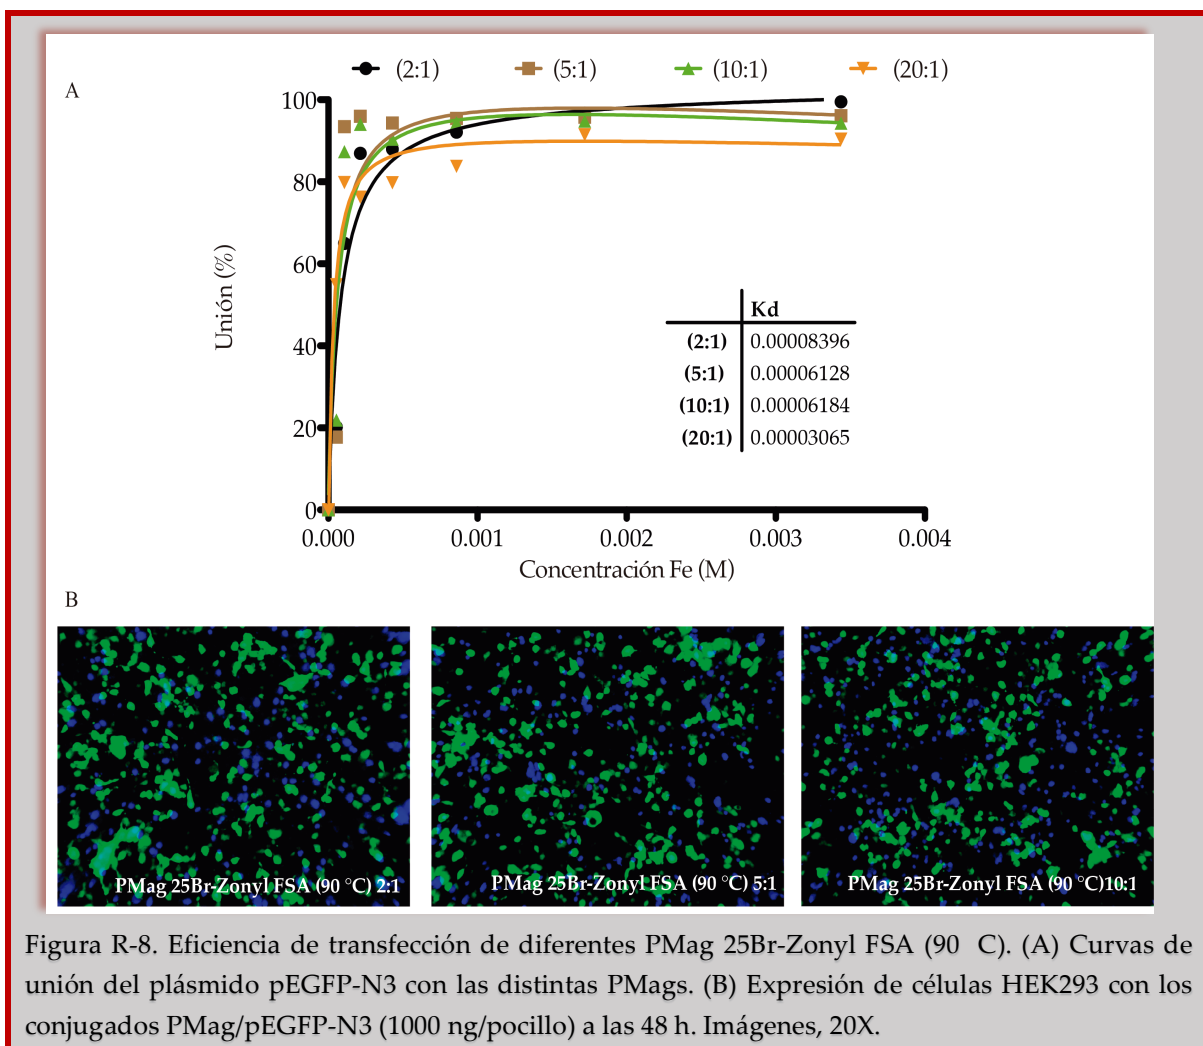 A
(2:1) (5:1) (10:1) (20:1)
100
80
60
40
20
0
Unión (%)
0.000 0.001 0.002 0.003 0.004
Concentración Fe (M)
Kd
(2:1) 0.00008396
(5:1) 0.00006128
(10:1) 0.00006184
(20:1) 0.00003065
B
PMag 25Br-Zonyl FSA (90 °C) 2:1
PMag 25Br-Zonyl FSA (90 °C) 5:1
PMag 25Br-Zonyl FSA (90 °C)10:1
Figura R-8. Eficiencia de transfección de diferentes PMag 25Br-Zonyl FSA (90 C). (A) Curvas de
unión del plásmido pEGFP-N3 con las distintas PMags. (B) Expresión de células HEK293 con los
conjugados PMag/pEGFP-N3 (1000 ng/pocillo) a las 48 h. Imágenes, 20X.